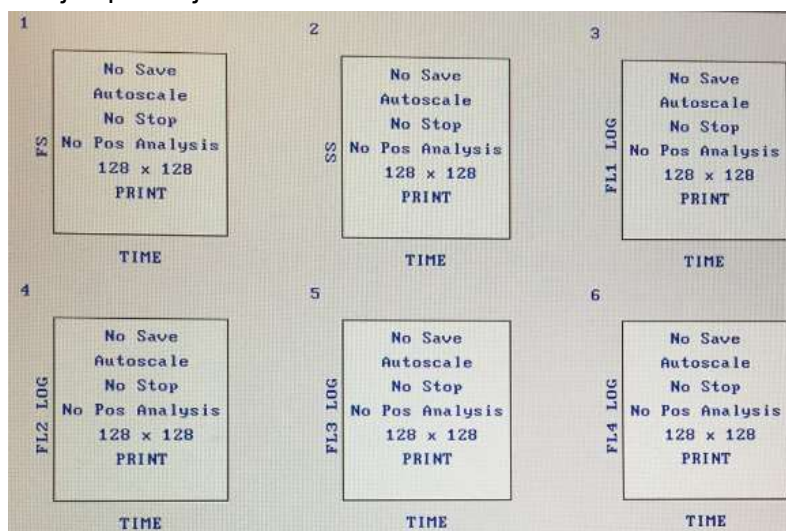 1
No Save
Autoscale
No Stop
No Pos Analysis
128 x 128
PRINT
FS
TIME
2
No Save
Autoscale
No Stop
No Pos Analysis
128 x 128
PRINT
SS
TIME
3
No Save
Autoscale
No Stop
No Pos Analysis
128 x 128
PRINT
FL1 LOG
TIME
4
No Save
Autoscale
No Stop
No Pos Analysis
128 x 128
PRINT
FL2 LOG
TIME
5
No Save
Autoscale
No Stop
No Pos Analysis
128 x 128
PRINT
FL3 LOG
TIME
6
No Save
Autoscale
No Stop
No Pos Analysis
128 x 128
PRINT
FL4 LOG
TIME